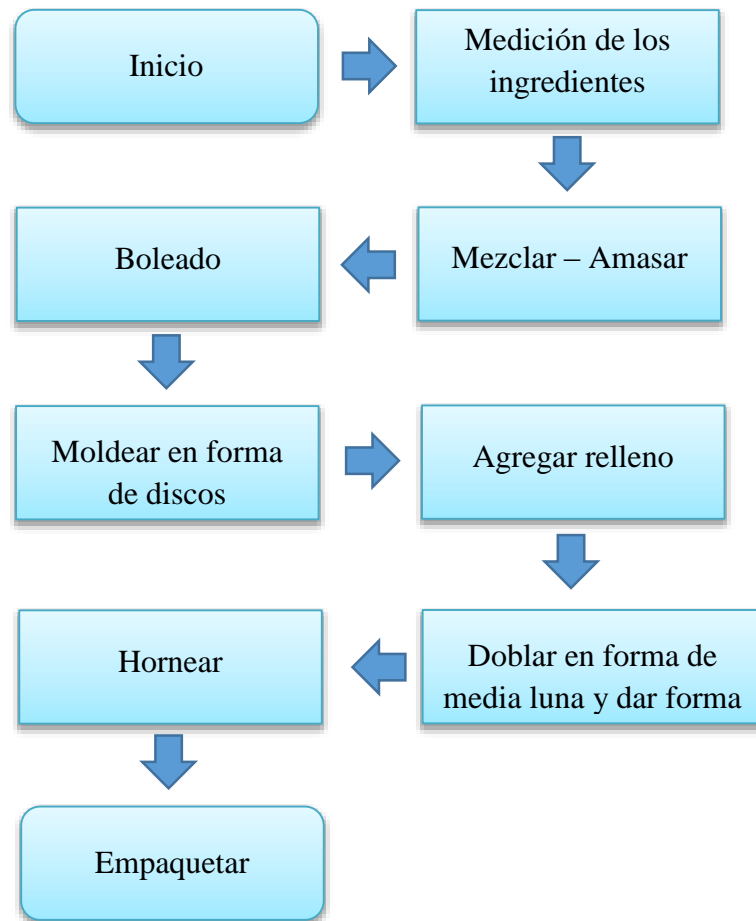 Inicio
Medición de los
ingredientes
Mezclar – Amasar
Boleado
Moldear en forma
de discos
Agregar relleno
Doblar en forma de
media luna y dar forma
Hornear
Empaquetar